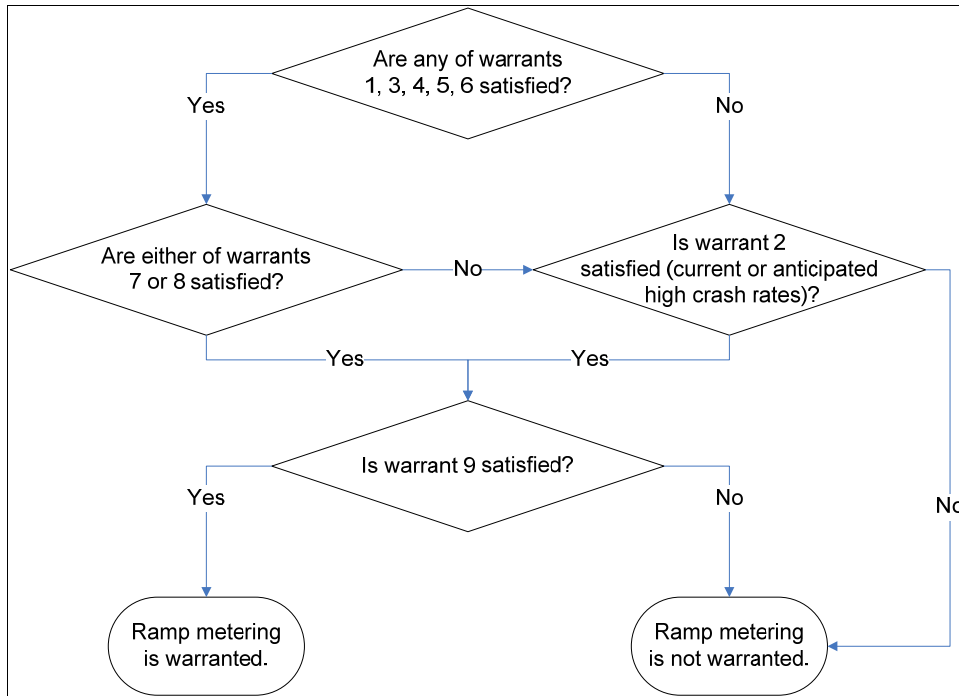 Are any of warrants
1, 3, 4, 5, 6 satisfied?
Yes
No
Are either of warrants
7 or 8 satisfied?
No
Is warrant 2
satisfied (current or anticipated
high crash rates)?
Yes
Yes
Is warrant 9 satisfied?
Yes
No
No
Ramp metering
is warranted.
Ramp metering
is not warranted.